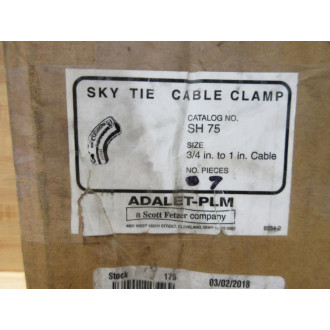 SKY TIE CABLE CLAMP
CATALOG NO.
SH 75
SIZE
3/4 in. to 1 in. Cable
NO. PIECES
7
ADALET-PLM
a Scott Fetzer company
Stock 175
03/02/2018